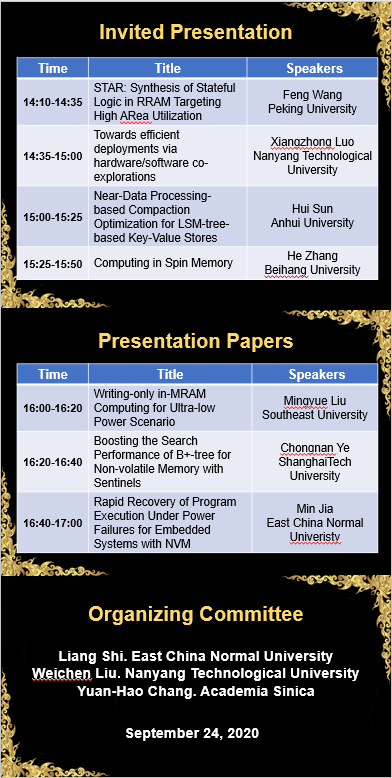 Invited Presentation
Time Title Speakers
14:10-14:35
STAR: Synthesis of Stateful
Logic in RRAM Targeting
High ARea Utilization
Feng Wang
Peking University
14:35-15:00
Towards efficient
deployments via
hardware/software co-
explorations
Xiangzhong Luo
Nanyang Technological
University
15:00-15:25
Near-Data Processing-
based Compaction
Optimization for LSM-tree-
based Key-Value Stores
Hui Sun
Anhui University
15:25-15:50
Computing in Spin Memory
He Zhang
Beihang University
Presentation Papers
Time Title Speakers
16:00-16:20
Writing-only in-MRAM
Computing for Ultra-low
Power Scenario
Mingyue Liu
Southeast University
16:20-16:40
Boosting the Search
Performance of B+-tree for
Non-volatile Memory with
Sentinels
Chongnan Ye
ShanghaiTech
University
16:40-17:00
Rapid Recovery of Program
Execution Under Power
Failures for Embedded
Systems with NVM
Min Jia
East China Normal
Univeristv
Organizing Committee
Liang Shi. East China Normal University
Weichen Liu. Nanyang Technological University
Yuan-Hao Chang. Academia Sinica
September 24, 2020